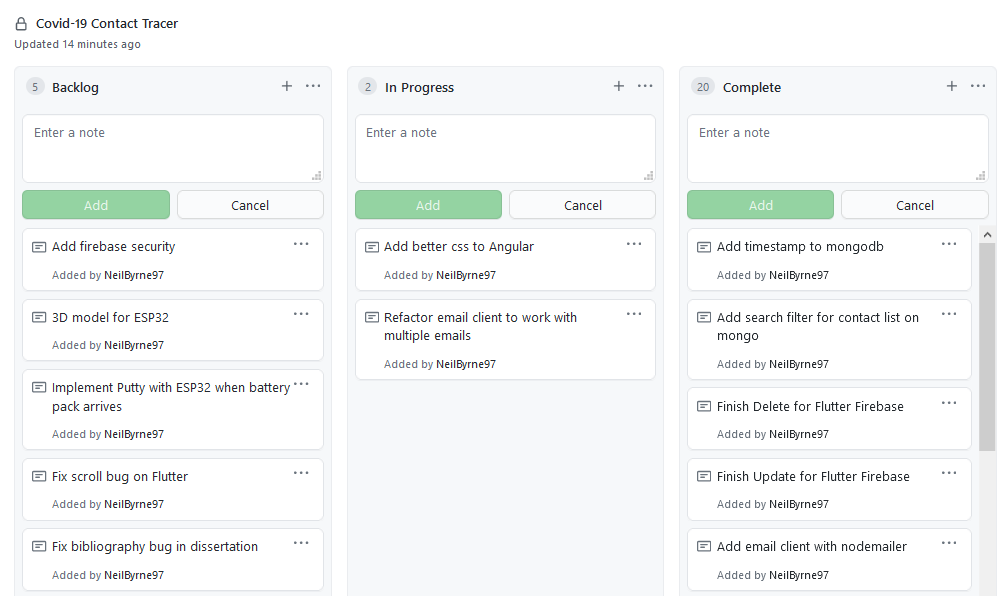 Covid-19 Contact Tracer
Updated 14 minutes ago
5 Backlog
Enter a note
Add Cancel
Add firebase security
Added by NeilByrne97
3D model for ESP32
Added by NeilByrne97
Implement Putty with ESP32 when battery
pack arrives
Added by NeilByrne97
Fix scroll bug on Flutter
Added by NeilByrne97
Fix bibliography bug in dissertation
Added by NeilByrne97
2 In Progress
Enter a note
Add Cancel
Add better css to Angular
Added by NeilByrne97
Refactor email client to work with
multiple emails
Added by NeilByrne97
20 Complete
Enter a note
Add Cancel
Add timestamp to mongodb
Added by NeilByrne97
Add search filter for contact list on
mongo
Added by NeilByrne97
Finish Delete for Flutter Firebase
Added by NeilByrne97
Finish Update for Flutter Firebase
Added by NeilByrne97
Add email client with nodemailer
Added by NeilByrne97